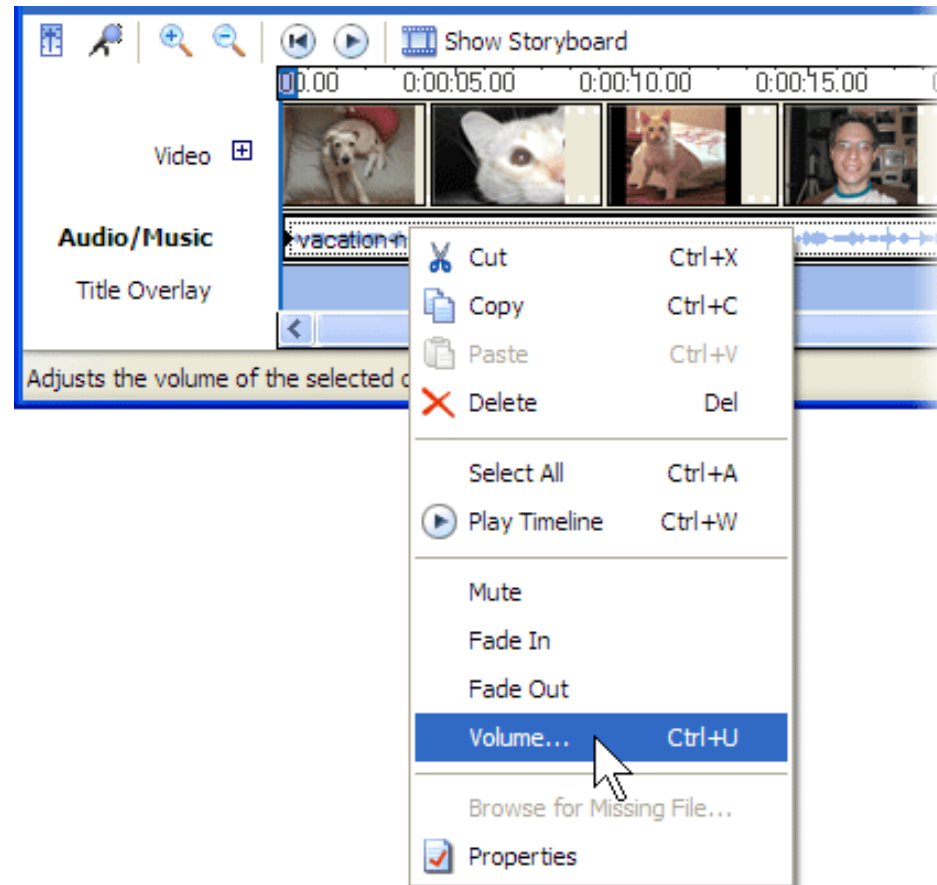 Show Storyboard
00.00 0:00:05.00 0:00:10.00 0:00:15.00
Video
Audio/Music
vacation
Title Overlay
Adjusts the volume of the selected
Cut Ctrl+X
Copy Ctrl+C
Paste Ctrl+V
Delete Del
Select All Ctrl+A
Play Timeline Ctrl+W
Mute
Fade In
Fade Out
Volume... Ctrl+U
Browse for Missing File...
Properties